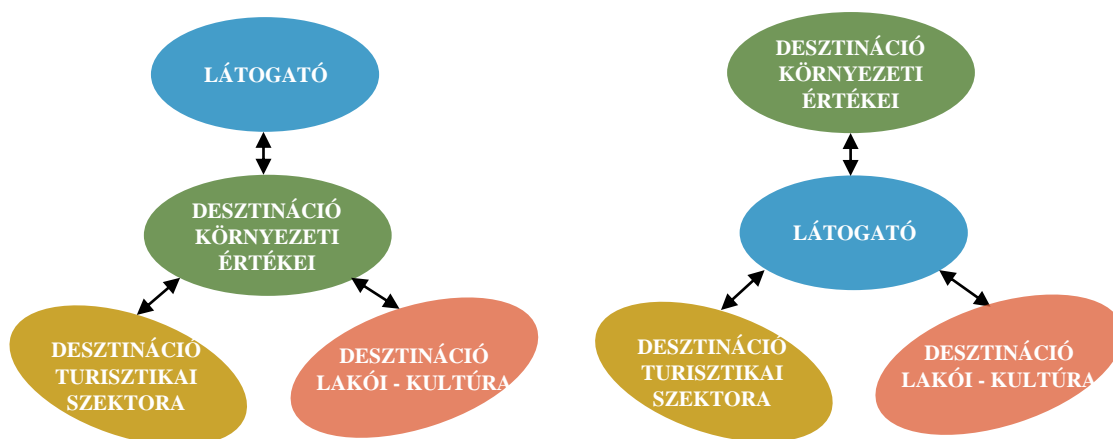 LÁTOGATÓ
DESZTINÁCIÓ
KÖRNYEZETI
ÉRTÉKEI
DESZTINÁCIÓ
TURISZTIKAI
SZEKTORA
DESZTINÁCIÓ
LAKÓI - KULTÚRA
DESZTINÁCIÓ
KÖRNYEZETI
ÉRTÉKEI
LÁTOGATÓ
DESZTINÁCIÓ
TURISZTIKAI
SZEKTORA
DESZTINÁCIÓ
LAKÓI - KULTÚRA